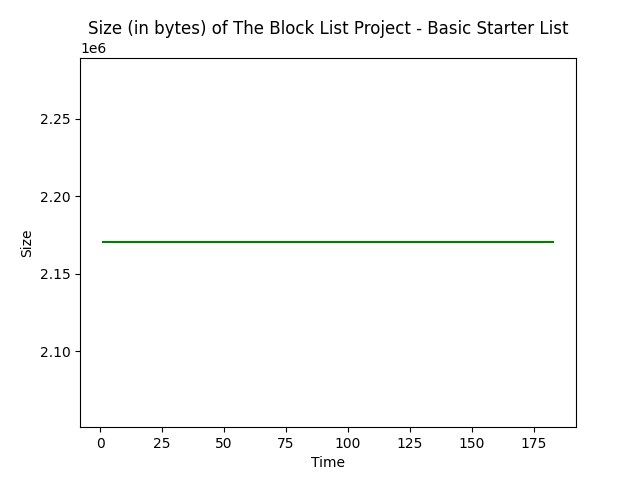 Size (in bytes) of The Block List Project - Basic Starter List
1e6
2.25
2.20
2.15
2.10
Size
0 25 50 75 100 125 150 175
Time